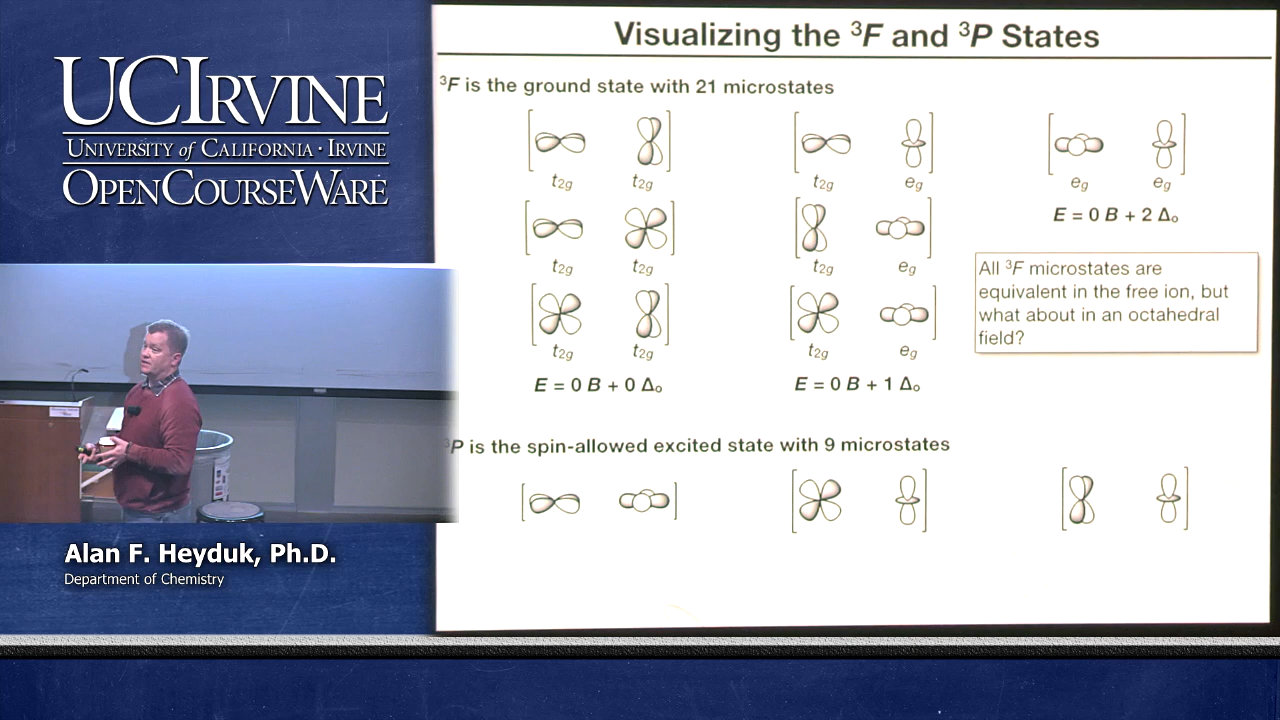 UCIRVINE
UNIVERSITY of CALIFORNIA · IRVINE
OPENCOURSEWARE
Visualizing the ³F and ³P States
³F is the ground state with 21 microstates
t2g t2g
t2g eg
eg eg
E = 0 B + 2 Δo
t2g t2g
t2g eg
All ³F microstates are
equivalent in the free ion, but
what about in an octahedral
field?
t2g t2g
t2g eg
E = 0 B + 0 Δo
E = 0 B + 1 Δo
³P is the spin-allowed excited state with 9 microstates
Alan F. Heyduk, Ph.D.
Department of Chemistry